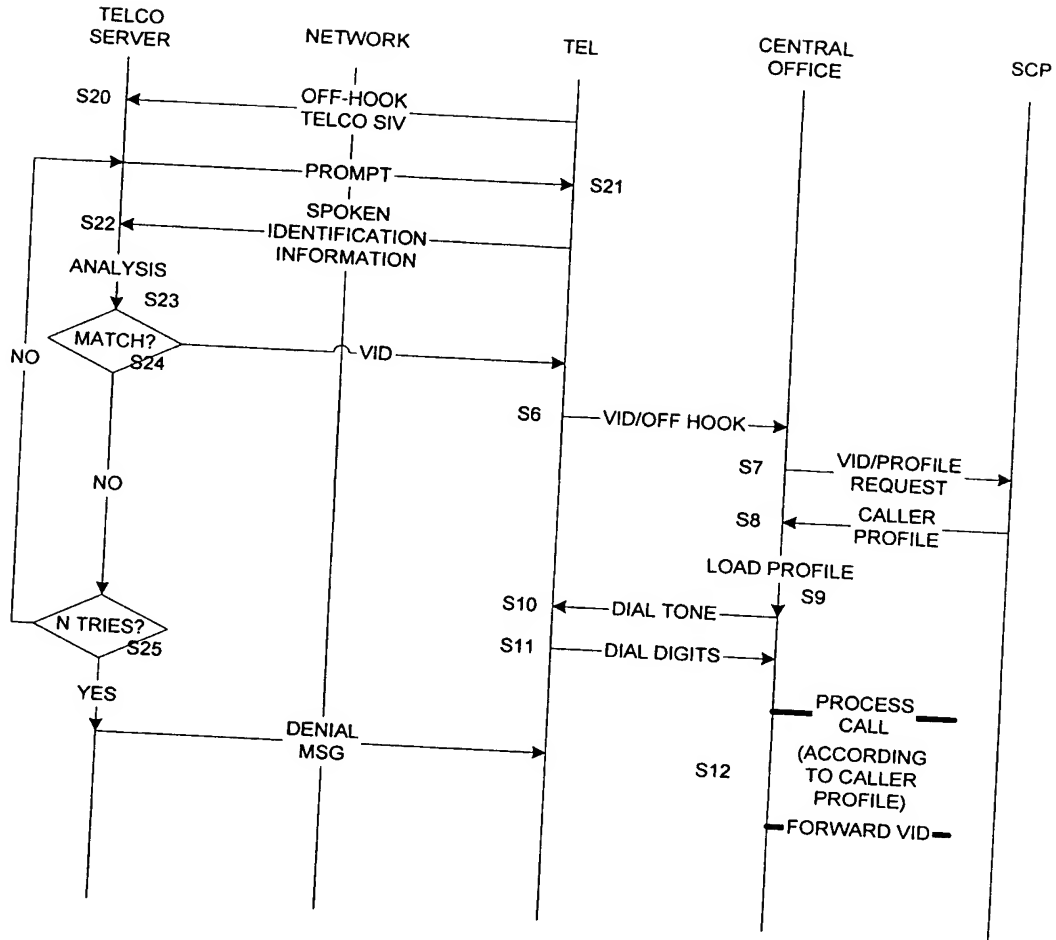 TELCO
SERVER
NETWORK
TEL
CENTRAL
OFFICE
SCP
S20
OFF-HOOK
TELCO SIV
PROMPT
S21
S22
SPOKEN
IDENTIFICATION
INFORMATION
ANALYSIS
S23
MATCH?
S24
NO
VID
S6
VID/OFF HOOK
S7
VID/PROFILE
REQUEST
NO
S8
CALLER
PROFILE
LOAD PROFILE
S9
S10
DIAL TONE
N TRIES?
S25
S11
DIAL DIGITS
YES
PROCESS
CALL
DENIAL
MSG
S12
(ACCORDING
TO CALLER
PROFILE)
FORWARD VID